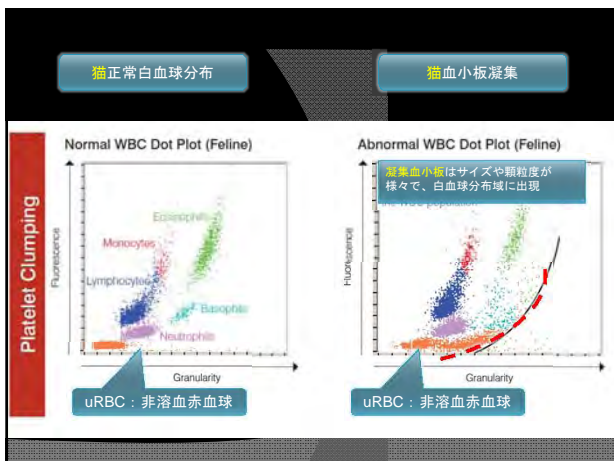 猫正常白血球分布
猫血小板凝集
Platelet Clumping
Normal WBC Dot Plot (Feline)
Fluorescence
Eosinophils
Monocytes
Lymphocytes
Basophils
Neutrophils
Granularity
uRBC：非溶血赤血球
Abnormal WBC Dot Plot (Feline)
凝集血小板はサイズや顆粒度が
様々で、白血球分布域に出現
the WBC population
Fluorescence
Granularity
uRBC：非溶血赤血球